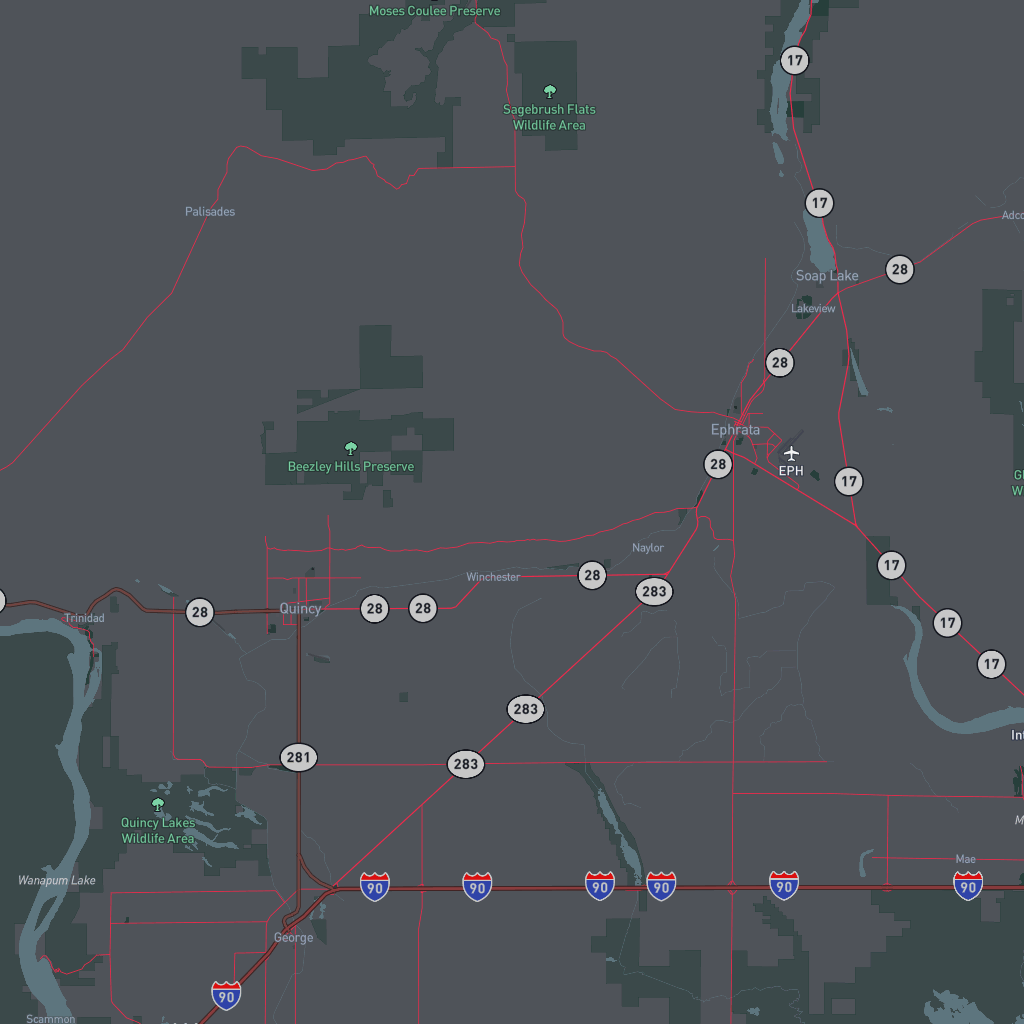 Moses Coulee Preserve
17
Sagebrush Flats
Wildlife Area
17
Palisades
28
Soap Lake
Lakeview
28
Ephrata
EPH
28
Beezley Hills Preserve
17
Naylor
17
Winchester
28
283
28
Quincy
28
28
Trinidad
17
17
283
281
283
Quincy Lakes
Wildlife Area
Mae
Wanapum Lake
90
90
90
90
90
90
George
90
Scammon